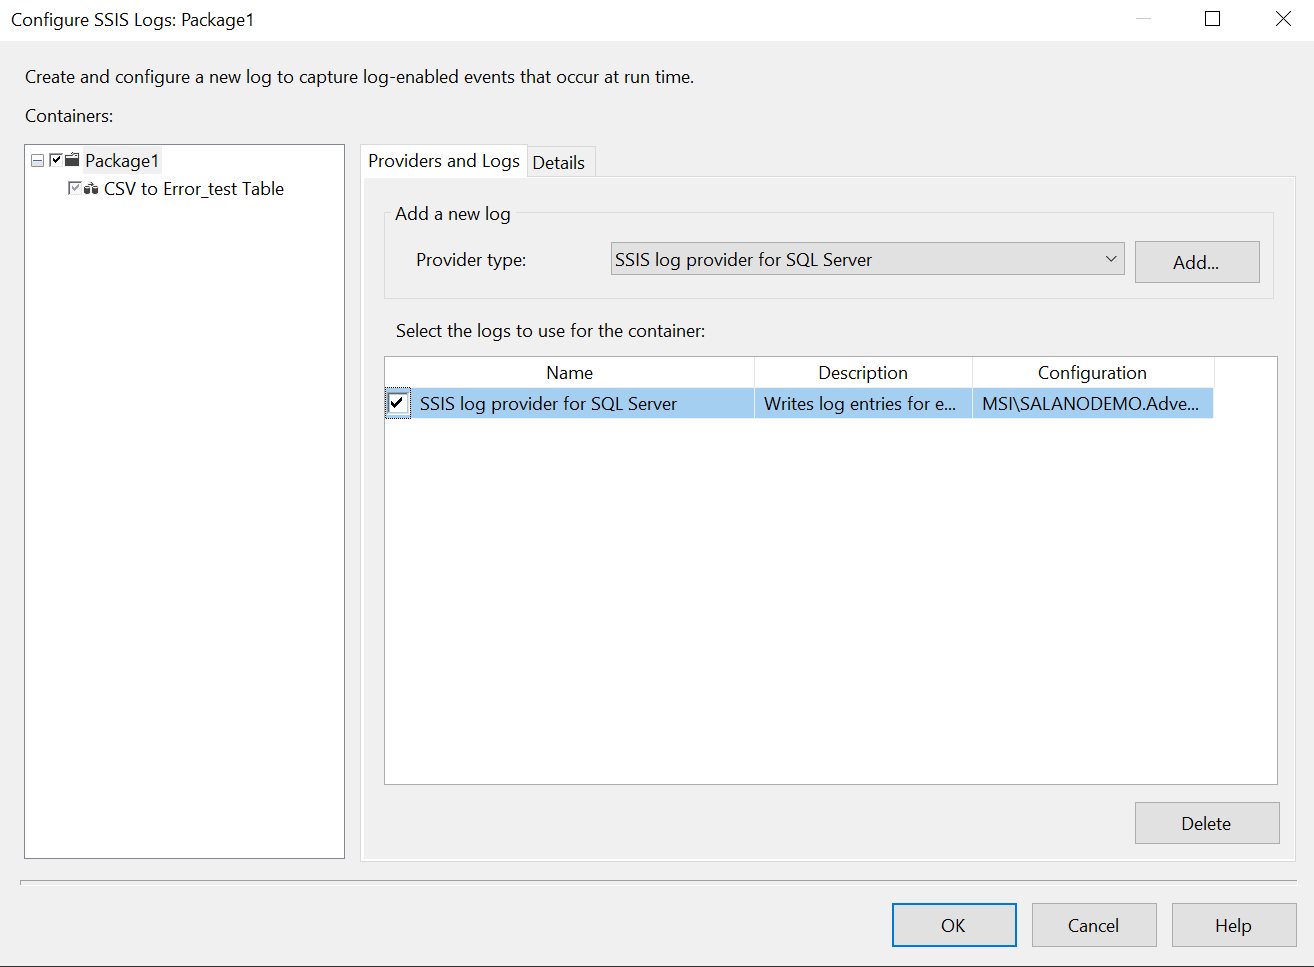 Configure SSIS Logs: Package1
Create and configure a new log to capture log-enabled events that occur at run time.
Containers:
Package1
CSV to Error_test Table
Providers and Logs
Details
Add a new log
Provider type:
SSIS log provider for SQL Server
Add...
Select the logs to use for the container:
Name Description Configuration
SSIS log provider for SQL Server Writes log entries for e... MSI\SALANODEMO.Adve...
Delete
OK Cancel Help